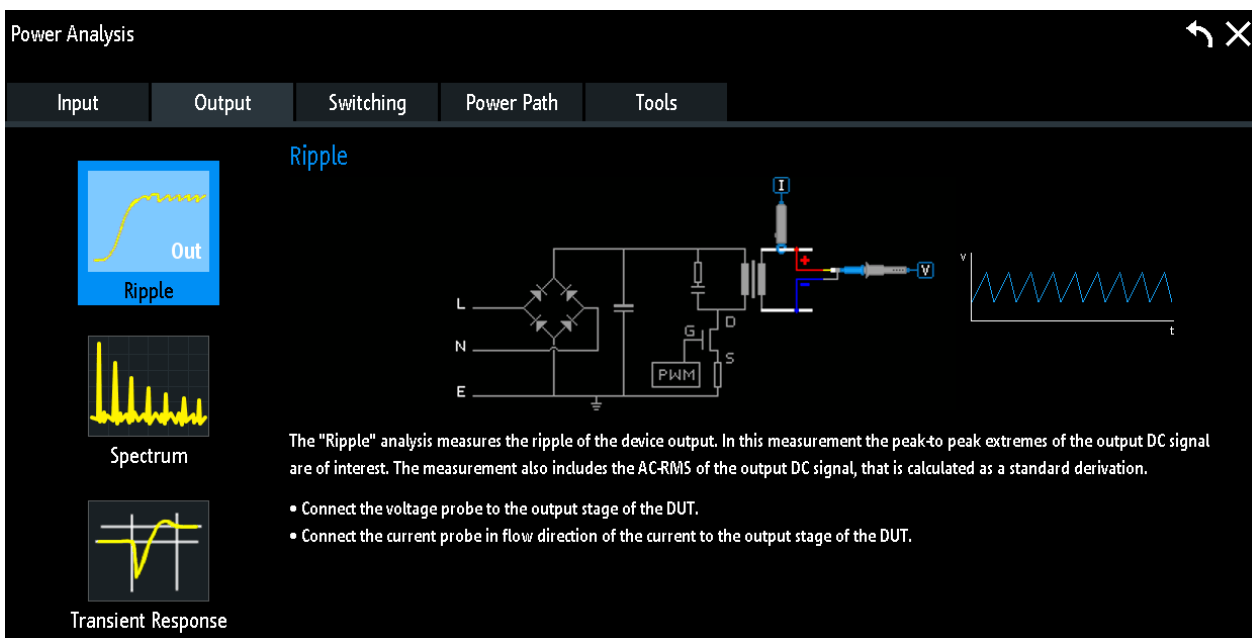 Power Analysis
Input Output Switching Power Path Tools
Ripple
I
Out
Ripple
+
V
-
L
N
E
G
D
S
PWM
v
t
Spectrum
The "Ripple" analysis measures the ripple of the device output. In this measurement the peak-to peak extremes of the output DC signal
are of interest. The measurement also includes the AC-RMS of the output DC signal, that is calculated as a standard derivation.
• Connect the voltage probe to the output stage of the DUT.
• Connect the current probe in flow direction of the current to the output stage of the DUT.
Transient Response